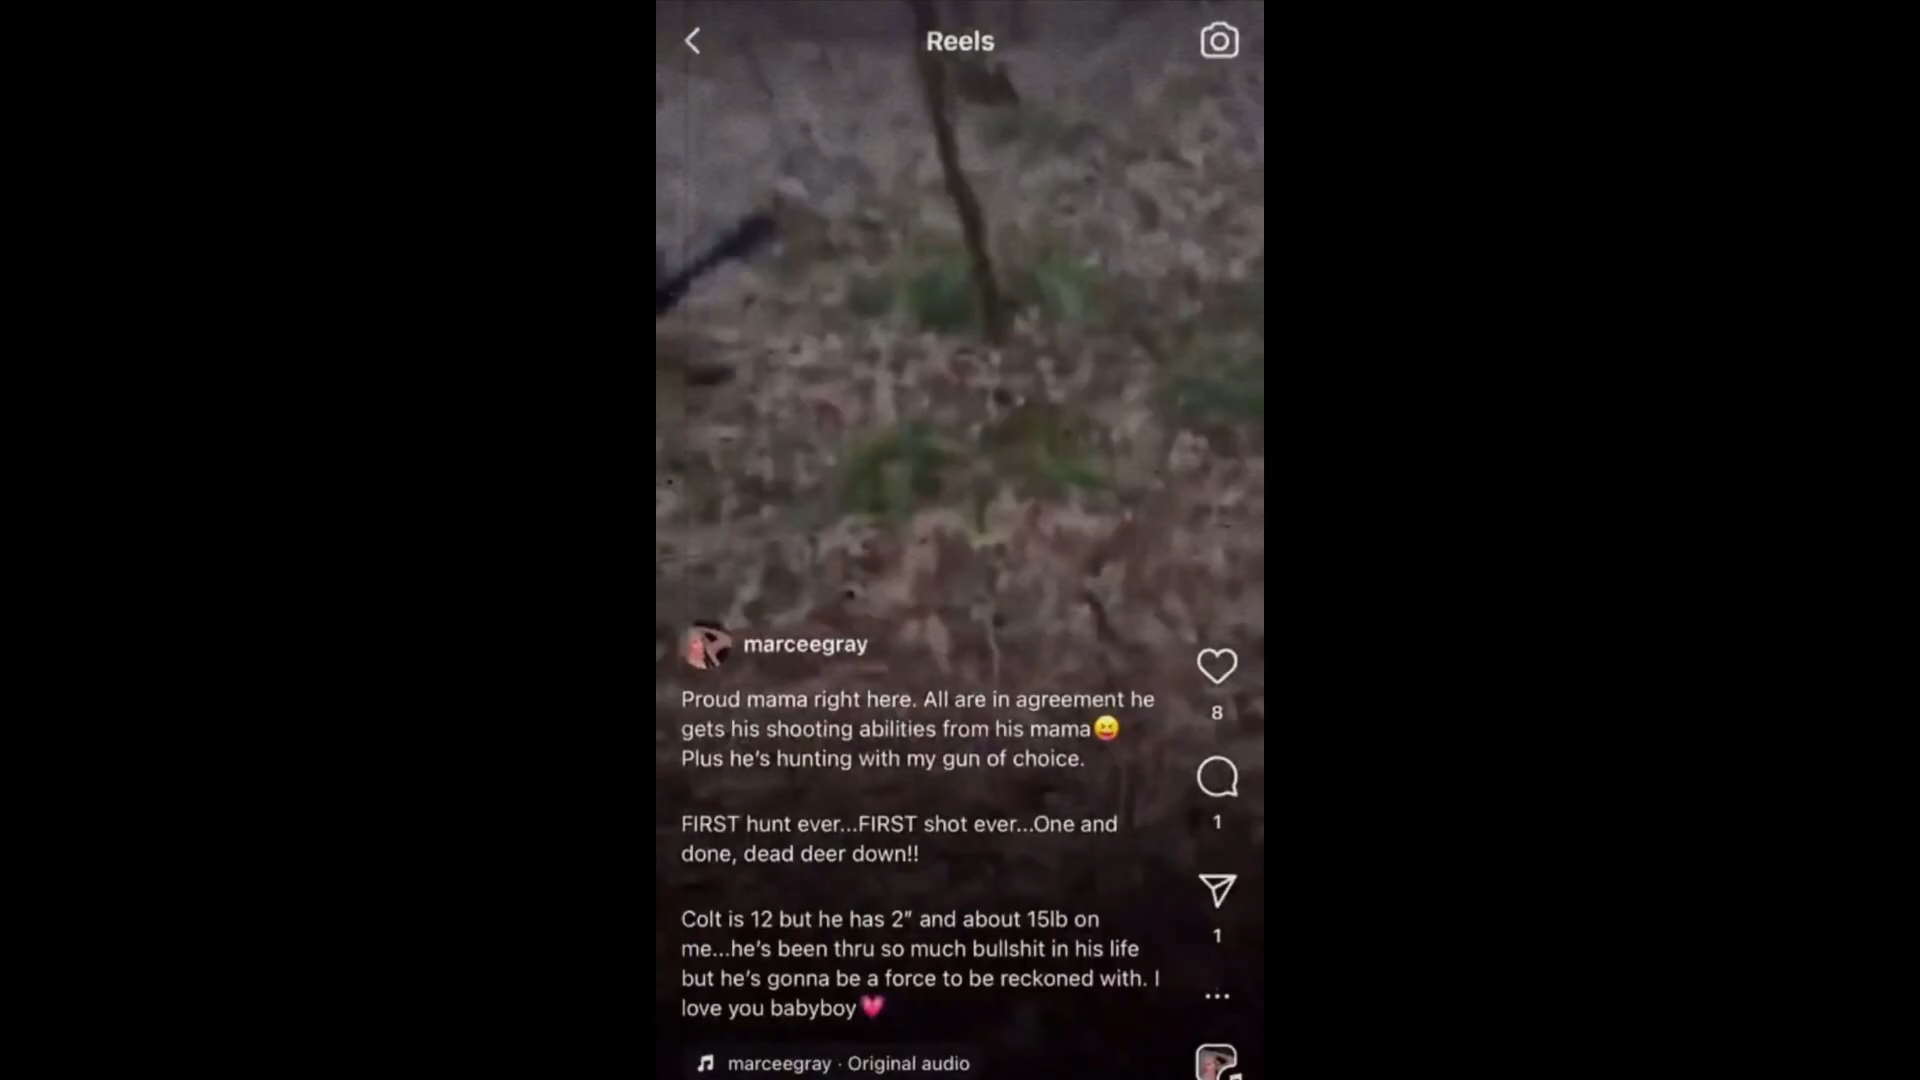 Reels
marceegray
Proud mama right here. All are in agreement he
gets his shooting abilities from his mama😝
Plus he's hunting with my gun of choice.
FIRST hunt ever...FIRST shot ever...One and
done, dead deer down!!
Colt is 12 but he has 2" and about 15lb on
me...he's been thru so much bullshit in his life
but he's gonna be a force to be reckoned with. I
love you babyboy💗
8
1
1
marceegray · Original audio